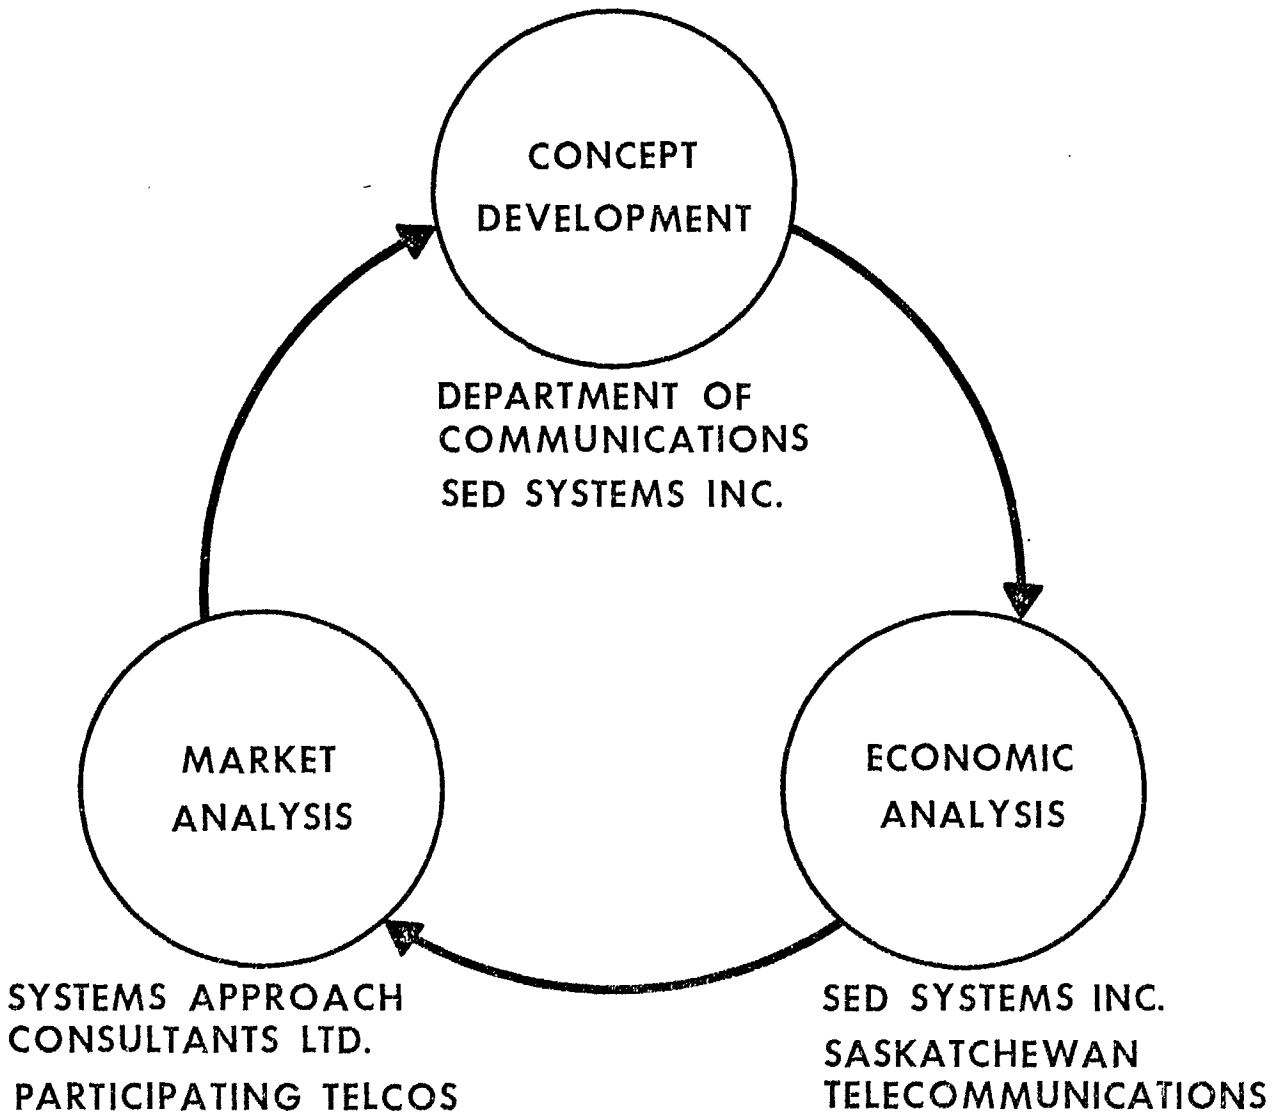 CONCEPT
DEVELOPMENT
DEPARTMENT OF
COMMUNICATIONS
SED SYSTEMS INC.
MARKET
ANALYSIS
ECONOMIC
ANALYSIS
SYSTEMS APPROACH
CONSULTANTS LTD.
PARTICIPATING TELCOS
SED SYSTEMS INC.
SASKATCHEWAN
TELECOMMUNICATIONS